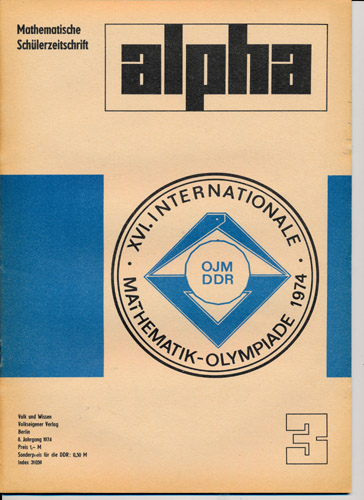 Mathematische
Schülerzeitschrift
alpha
XVI. INTERNATIONALE
MATHEMATIK-OLYMPIADE 1974
OJM
DDR
Volk und Wissen
Volkseigener Verlag
Berlin
8. Jahrgang 1974
Preis 1,– M
Sonderpreis für die DDR: 0,50 M
Index 31059
3